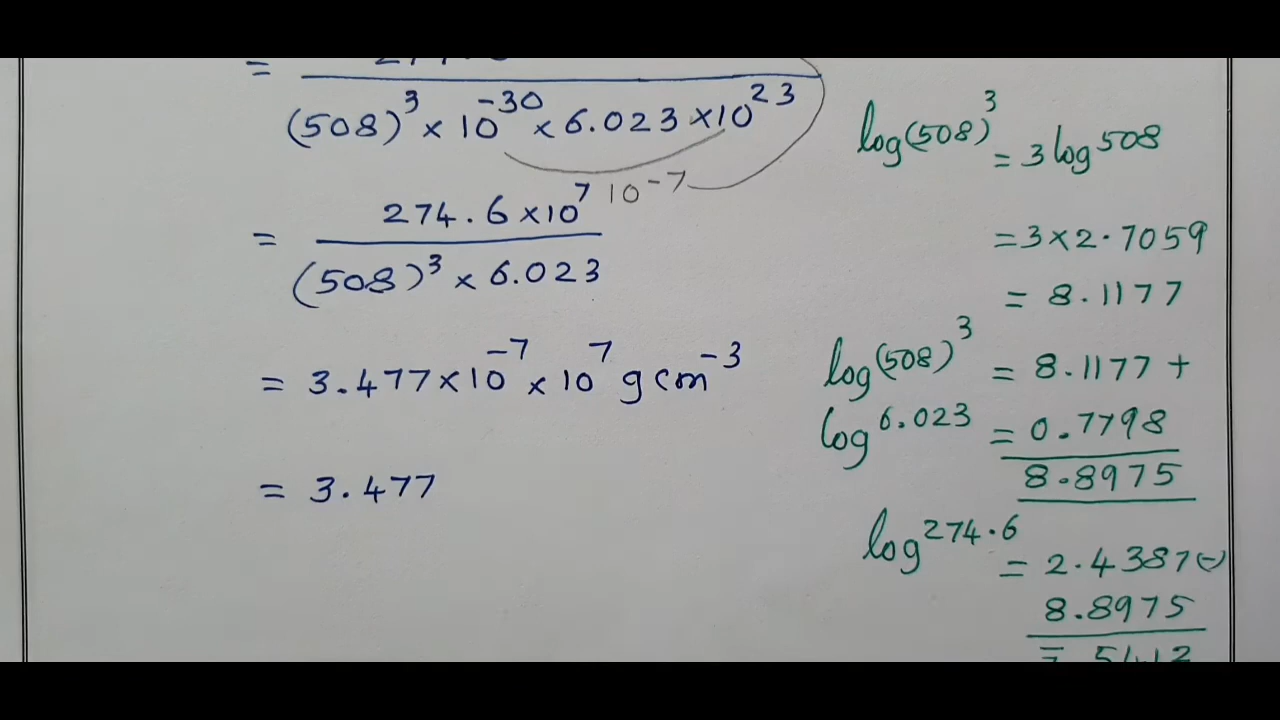 =
(508)³ × 10⁻³⁰ × 6.023 × 10²³
10⁻⁷
= 274.6 × 10⁷
(508)³ × 6.023
= 3.477 × 10⁻⁷ × 10⁷ g cm⁻³
= 3.477
log(508)³ = 3 log 508
= 3 × 2.7059
= 8.1177
log(508)³ = 8.1177 +
log 6.023 = 0.7798
8.8975
log 274.6 = 2.4387 (-)
8.8975